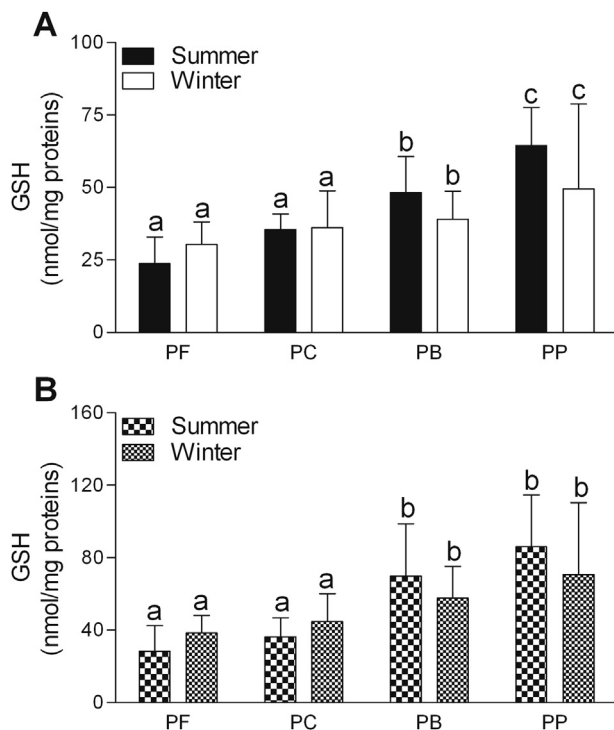 A
100
75
50
25
0
GSH
(nmol/mg proteins)
Summer
Winter
a a a a b b c c
PF PC PB PP
B
160
120
80
40
0
GSH
(nmol/mg proteins)
Summer
Winter
a a a a b b b b
PF PC PB PP